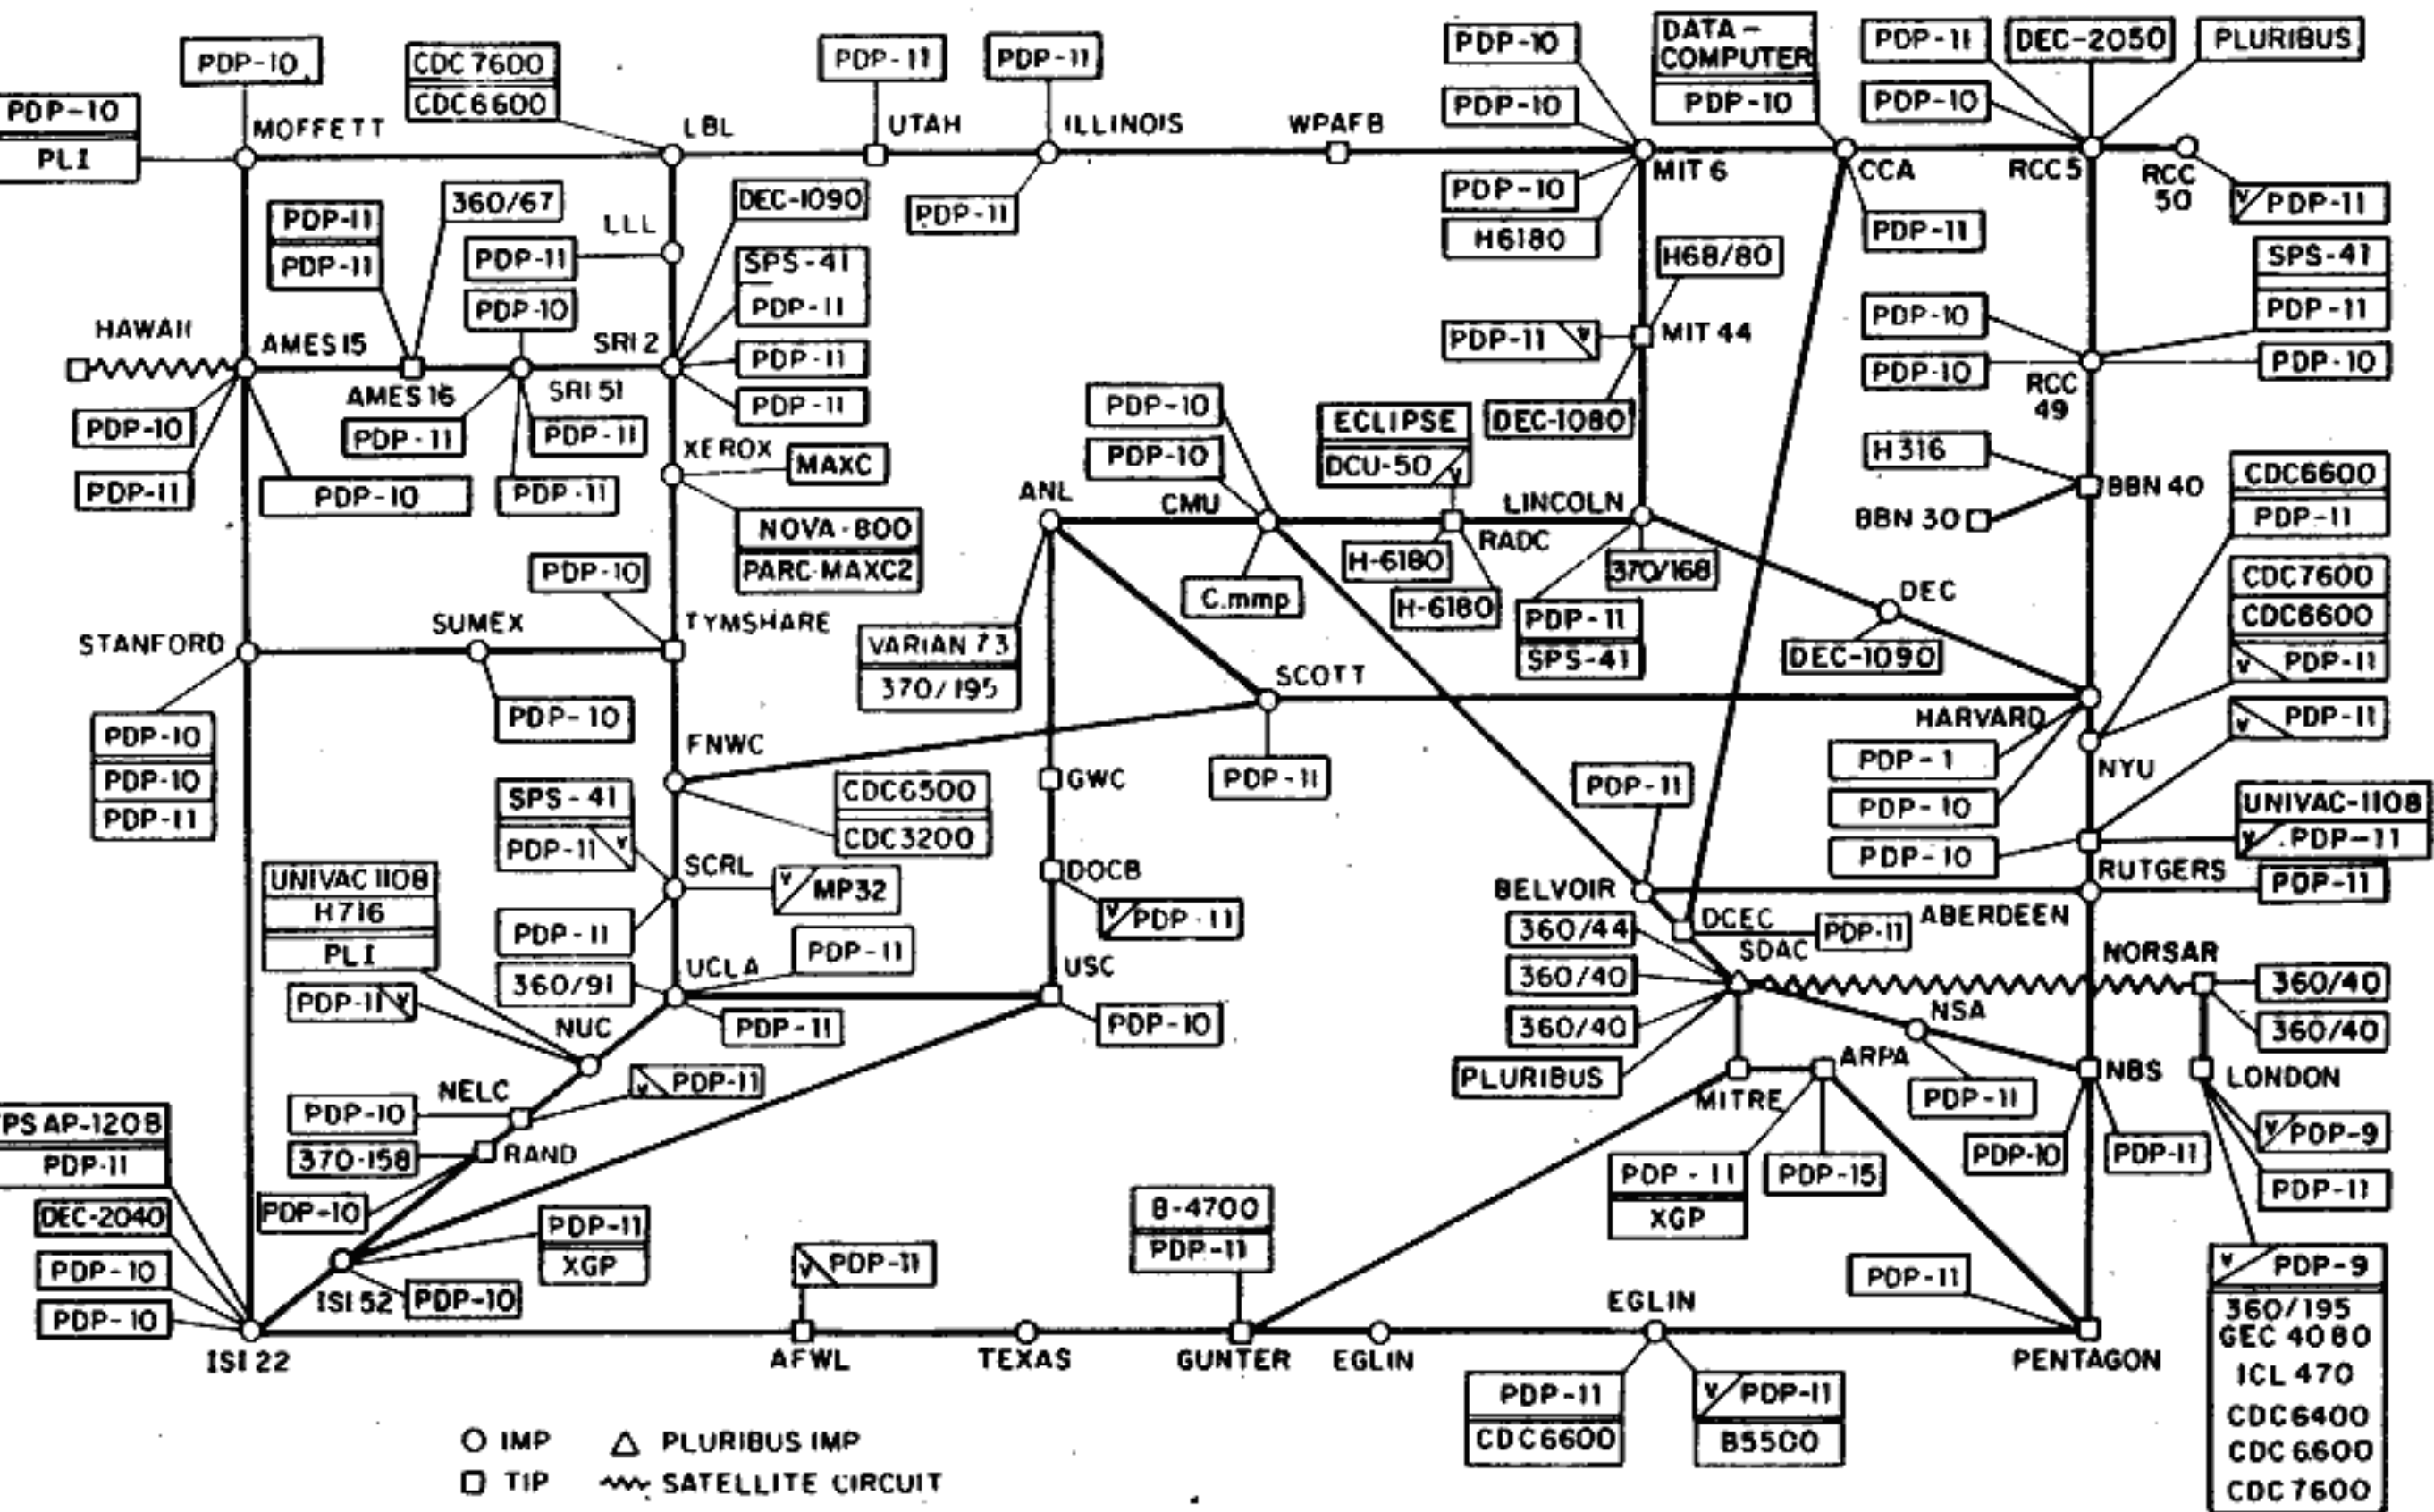 PDP-10
CDC 7600
CDC 6600
PDP-11
PDP-11
PDP-10
DATA-
COMPUTER
PDP-10
PDP-11
DEC-2050
PLURIBUS
PDP-10
PLI
MOFFETT
LBL
UTAH
ILLINOIS
WPAFB
PDP-10
PDP-10
MIT 6
CCA
RCC 5
RCC
50
PDP-10
H6180
PDP-11
V PDP-11
PDP-11
PDP-11
360/67
LLL
PDP-11
PDP-10
DEC-1090
SPS-41
PDP-11
PDP-11
PDP-11
PDP-11
H68/80
PDP-11 V
MIT 44
DEC-1080
PDP-10
PDP-10
SPS-41
PDP-11
PDP-10
RCC
49
HAWAII
AMES 15
AMES 16
SRI 51
SRI 2
PDP-10
PDP-11
PDP-10
PDP-11
PDP-11
PDP-11
XEROX
MAXC
NOVA-800
PARC-MAXC2
PDP-10
PDP-10
ECLIPSE
DCU-50 V
H316
BBN 40
BBN 30
CDC6600
PDP-11
ANL
CMU
RADC
LINCOLN
C.mmp
H-6180
H-6180
370/168
PDP-11
SPS-41
DEC
DEC-1090
CDC7600
CDC6600
V PDP-11
V PDP-11
PDP-10
STANFORD
SUMEX
TYMSHARE
PDP-10
PDP-10
PDP-10
PDP-11
VARIAN 73
370/195
SCOTT
PDP-11
HARVARD
PDP-1
PDP-10
NYU
FNWC
CDC6500
CDC3200
GWC
SPS-41
PDP-11 V
SCRL
V MP32
PDP-11
DOCB
V PDP-11
PDP-11
BELVOIR
PDP-10
RUTGERS
UNIVAC-1108
V PDP-11
PDP-11
ABERDEEN
UNIVAC 1108
H716
PLI
PDP-11 V
360/91
UCLA
PDP-11
PDP-11
USC
PDP-10
360/44
360/40
360/40
PLURIBUS
DCEC
PDP-11
SDAC
NORSAR
360/40
360/40
NSA
PDP-11
NUC
NELC
V PDP-11
PDP-10
370-158
RAND
PDP-10
MITRE
ARPA
PDP-11
XGP
PDP-15
NBS
PDP-10
PDP-11
LONDON
V PDP-9
PDP-11
PS AP-120B
PDP-11
DEC-2040
PDP-10
PDP-10
ISI 22
ISI 52
PDP-11
XGP
PDP-10
V PDP-11
AFWL
TEXAS
B-4700
PDP-11
GUNTER
EGLIN
EGLIN
PDP-11
CDC6600
V PDP-11
B5500
PDP-11
PENTAGON
V PDP-9
360/195
GEC 4080
ICL 470
CDC6400
CDC6600
CDC7600
IMP
PLURIBUS IMP
TIP
SATELLITE CIRCUIT